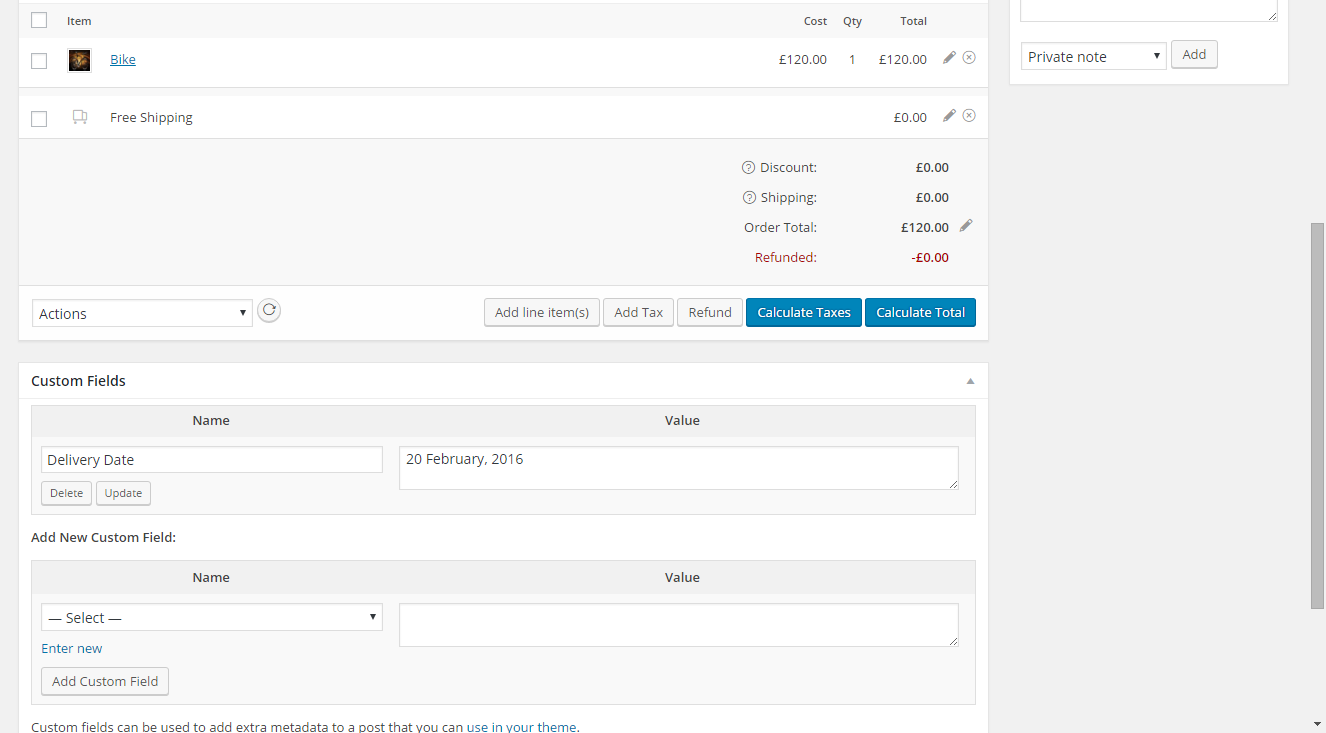 Item Cost Qty Total
Bike £120.00 1 £120.00
Free Shipping £0.00
Discount: £0.00
Shipping: £0.00
Order Total: £120.00
Refunded: -£0.00
Actions Add line item(s) Add Tax Refund Calculate Taxes Calculate Total
Private note Add
Custom Fields
Name Value
Delivery Date 20 February, 2016
Delete Update
Add New Custom Field:
Name Value
— Select —
Enter new
Add Custom Field
Custom fields can be used to add extra metadata to a post that you can use in your theme.